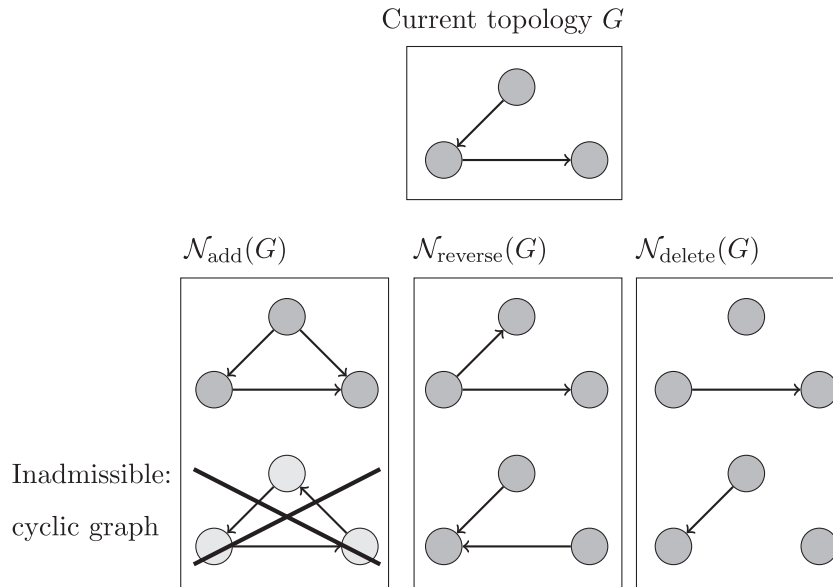 Current topology G
𝒩add(G)
𝒩reverse(G)
𝒩delete(G)
Inadmissible:
cyclic graph